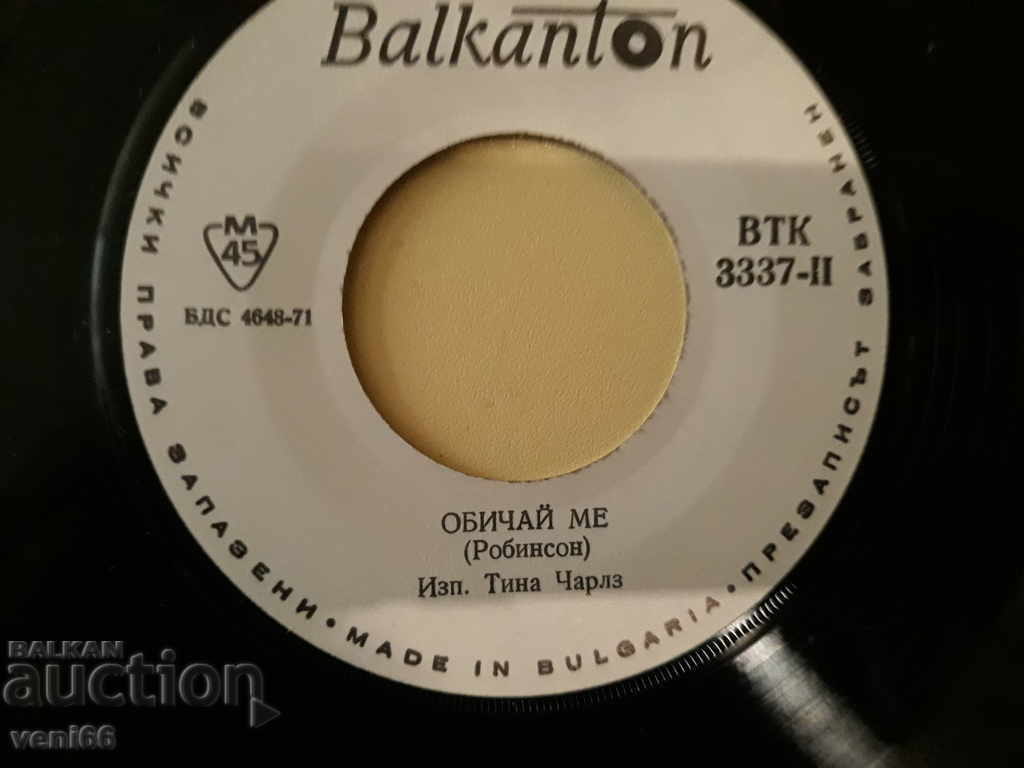 Balkanton
М
45
БДС 4648-71
ВТК
3337-II
ОБИЧАЙ МЕ
(Робинсон)
Изп. Тина Чарлз
ВСИЧКИ ПРАВА ЗАПАЗЕНИ • MADE IN BULGARIA • ПРЕЗАПИСЪТ ЗАБРАНЕН
BALKAN
auction
veni66